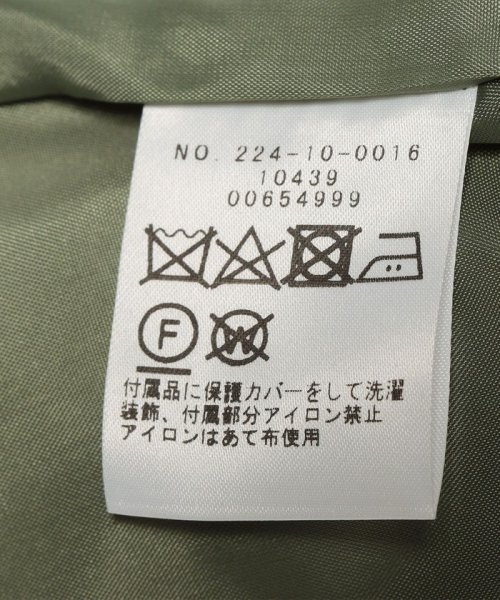 NO. 224-10-0016
10439
00654999
F W
付属品に保護カバーをして洗濯
装飾、付属部分アイロン禁止
アイロンはあて布使用